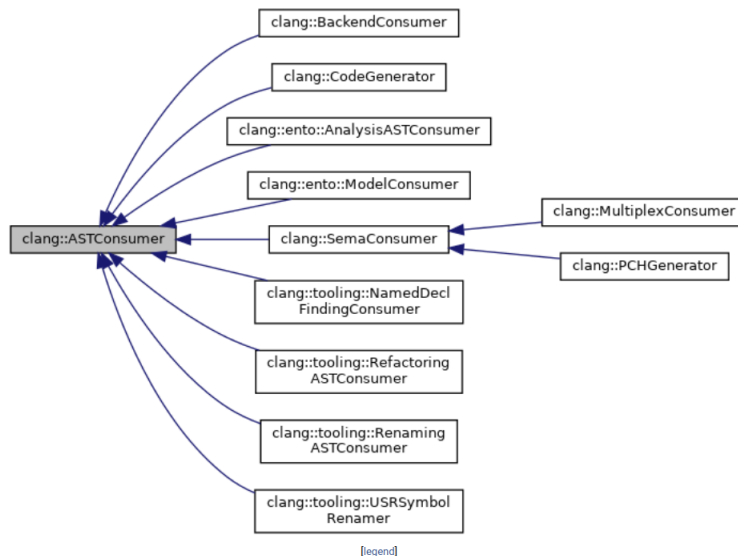 clang::BackendConsumer
clang::CodeGenerator
clang::ento::AnalysisASTConsumer
clang::ento::ModelConsumer
clang::MultiplexConsumer
clang::ASTConsumer
clang::SemaConsumer
clang::PCHGenerator
clang::tooling::NamedDecl
FindingConsumer
clang::tooling::Refactoring
ASTConsumer
clang::tooling::Renaming
ASTConsumer
clang::tooling::USRSymbol
Renamer
[legend]